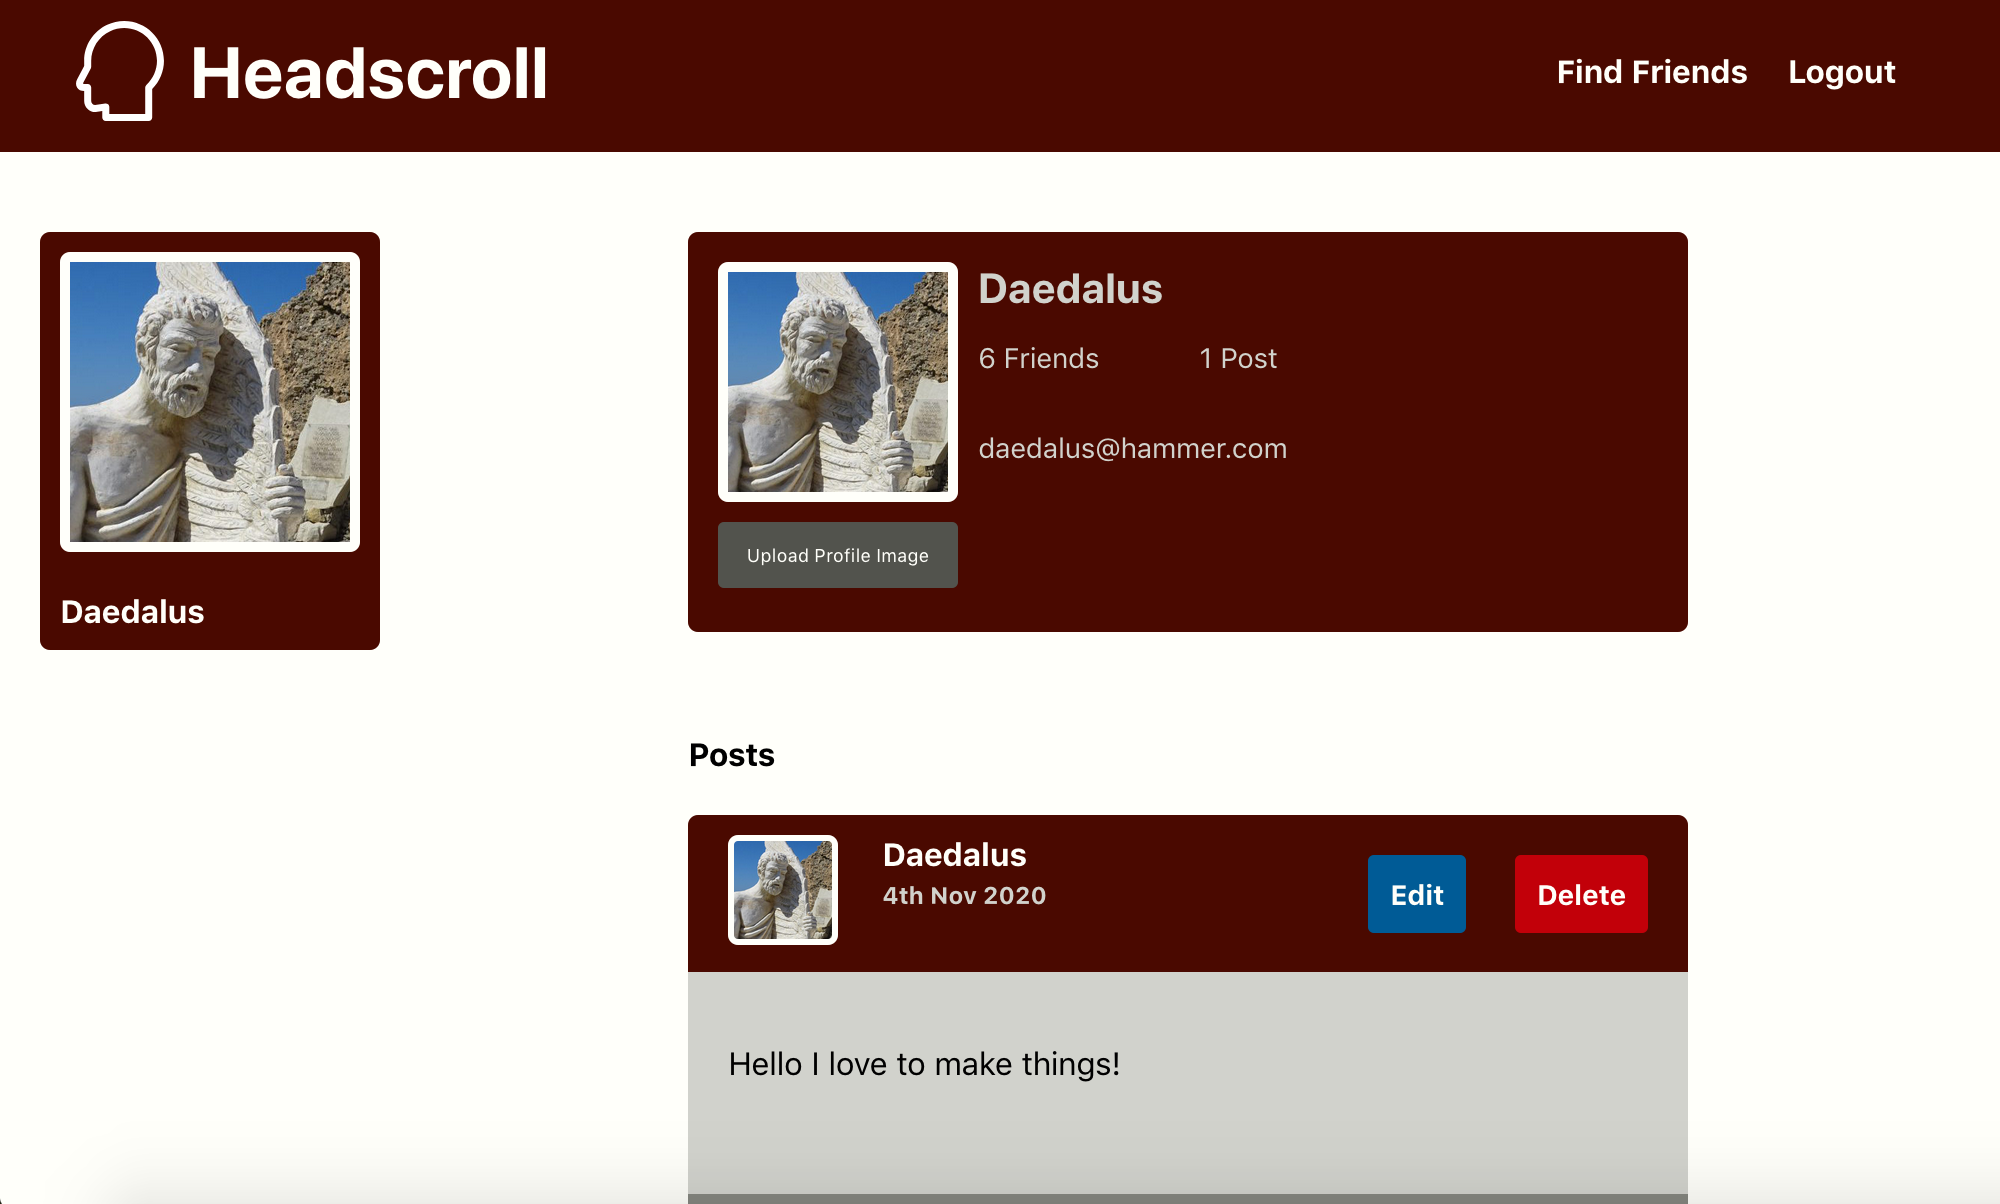 Headscroll
Find Friends
Logout
Daedalus
Daedalus
6 Friends
1 Post
daedalus@hammer.com
Upload Profile Image
Posts
Daedalus
4th Nov 2020
Edit
Delete
Hello I love to make things!